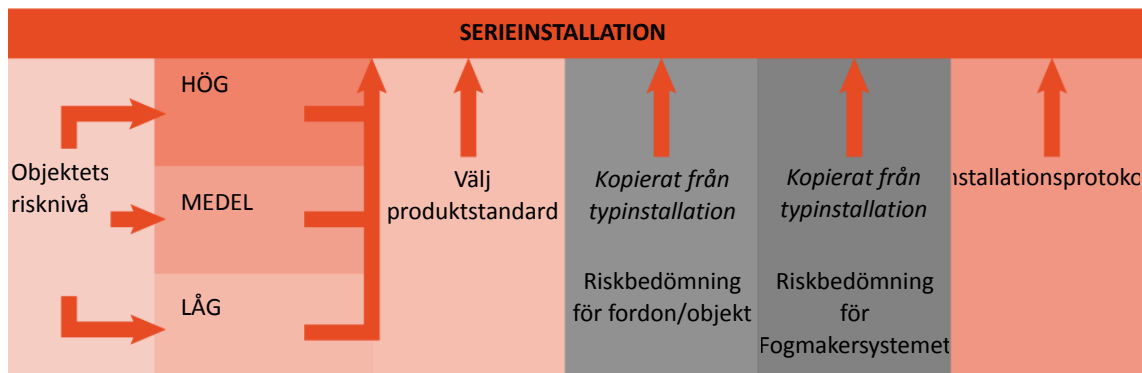 SERIEINSTALLATION
Objektets
risknivå
HÖG
MEDEL
LÅG
Välj
produktstandard
Kopierat från
typinstallation
Riskbedömning
för fordon/objekt
Kopierat från
typinstallation
Riskbedömning
för
Fogmakersystemet
nstallationsprotoko